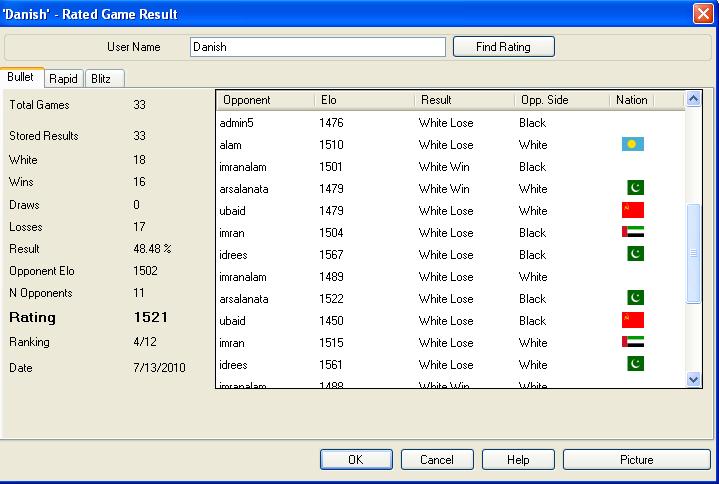 'Danish' - Rated Game Result
User Name Danish Find Rating
Bullet Rapid Blitz
Total Games 33
Stored Results 33
White 18
Wins 16
Draws 0
Losses 17
Result 48.48 %
Opponent Elo 1502
N Opponents 11
Rating 1521
Ranking 4/12
Date 7/13/2010
Opponent Elo Result Opp. Side Nation
admin5 1476 White Lose Black
alam 1510 White Lose White
imranalam 1501 White Win Black
arsalanata 1479 White Win White
ubaid 1479 White Lose White
imran 1504 White Lose Black
idrees 1567 White Lose Black
imranalam 1489 White Lose White
arsalanata 1522 White Lose Black
ubaid 1450 White Lose Black
imran 1515 White Lose White
idrees 1561 White Lose White
imranalam 1488 White Win White
OK Cancel Help Picture